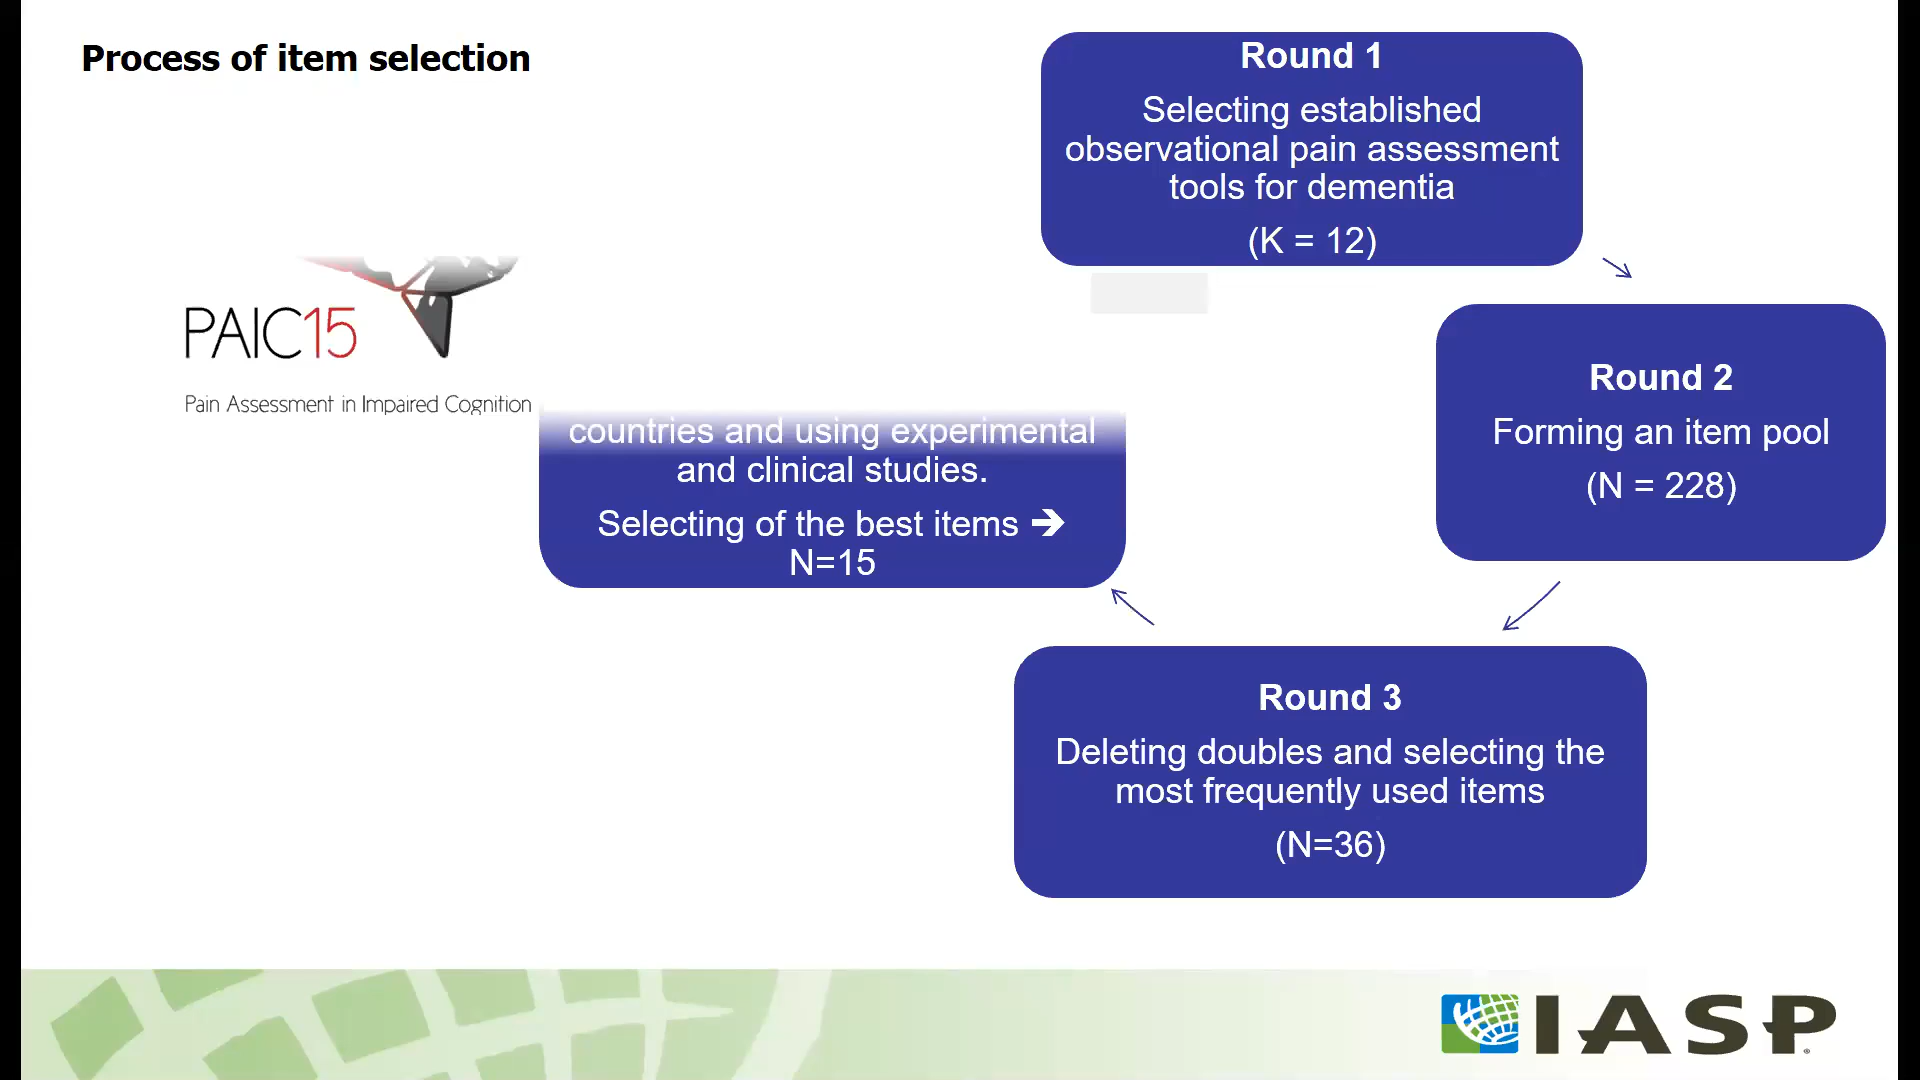 Process of item selection
Round 1
Selecting established
observational pain assessment
tools for dementia
(K = 12)
Round 2
Forming an item pool
(N = 228)
Round 3
Deleting doubles and selecting the
most frequently used items
(N=36)
countries and using experimental
and clinical studies.
Selecting of the best items ➔
N=15
PAIC15
Pain Assessment in Impaired Cognition
IASP